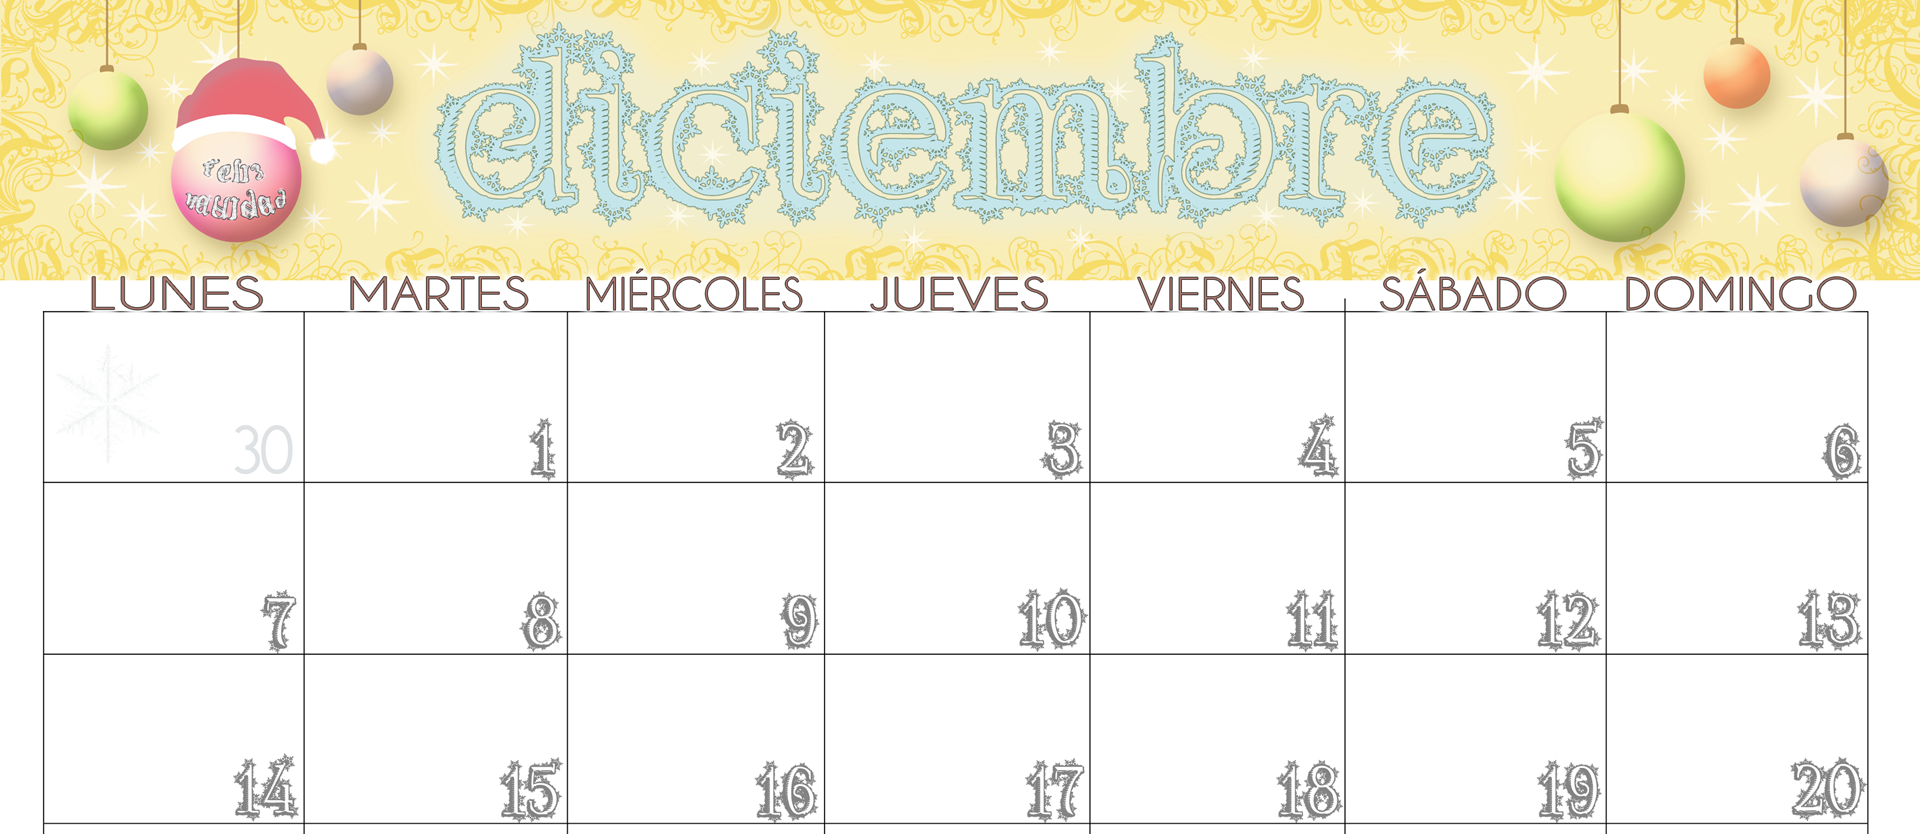 diciembre
Feliz
navidad
LUNES MARTES MIÉRCOLES JUEVES VIERNES SÁBADO DOMINGO
30 1 2 3 4 5 6
7 8 9 10 11 12 13
14 15 16 17 18 19 20